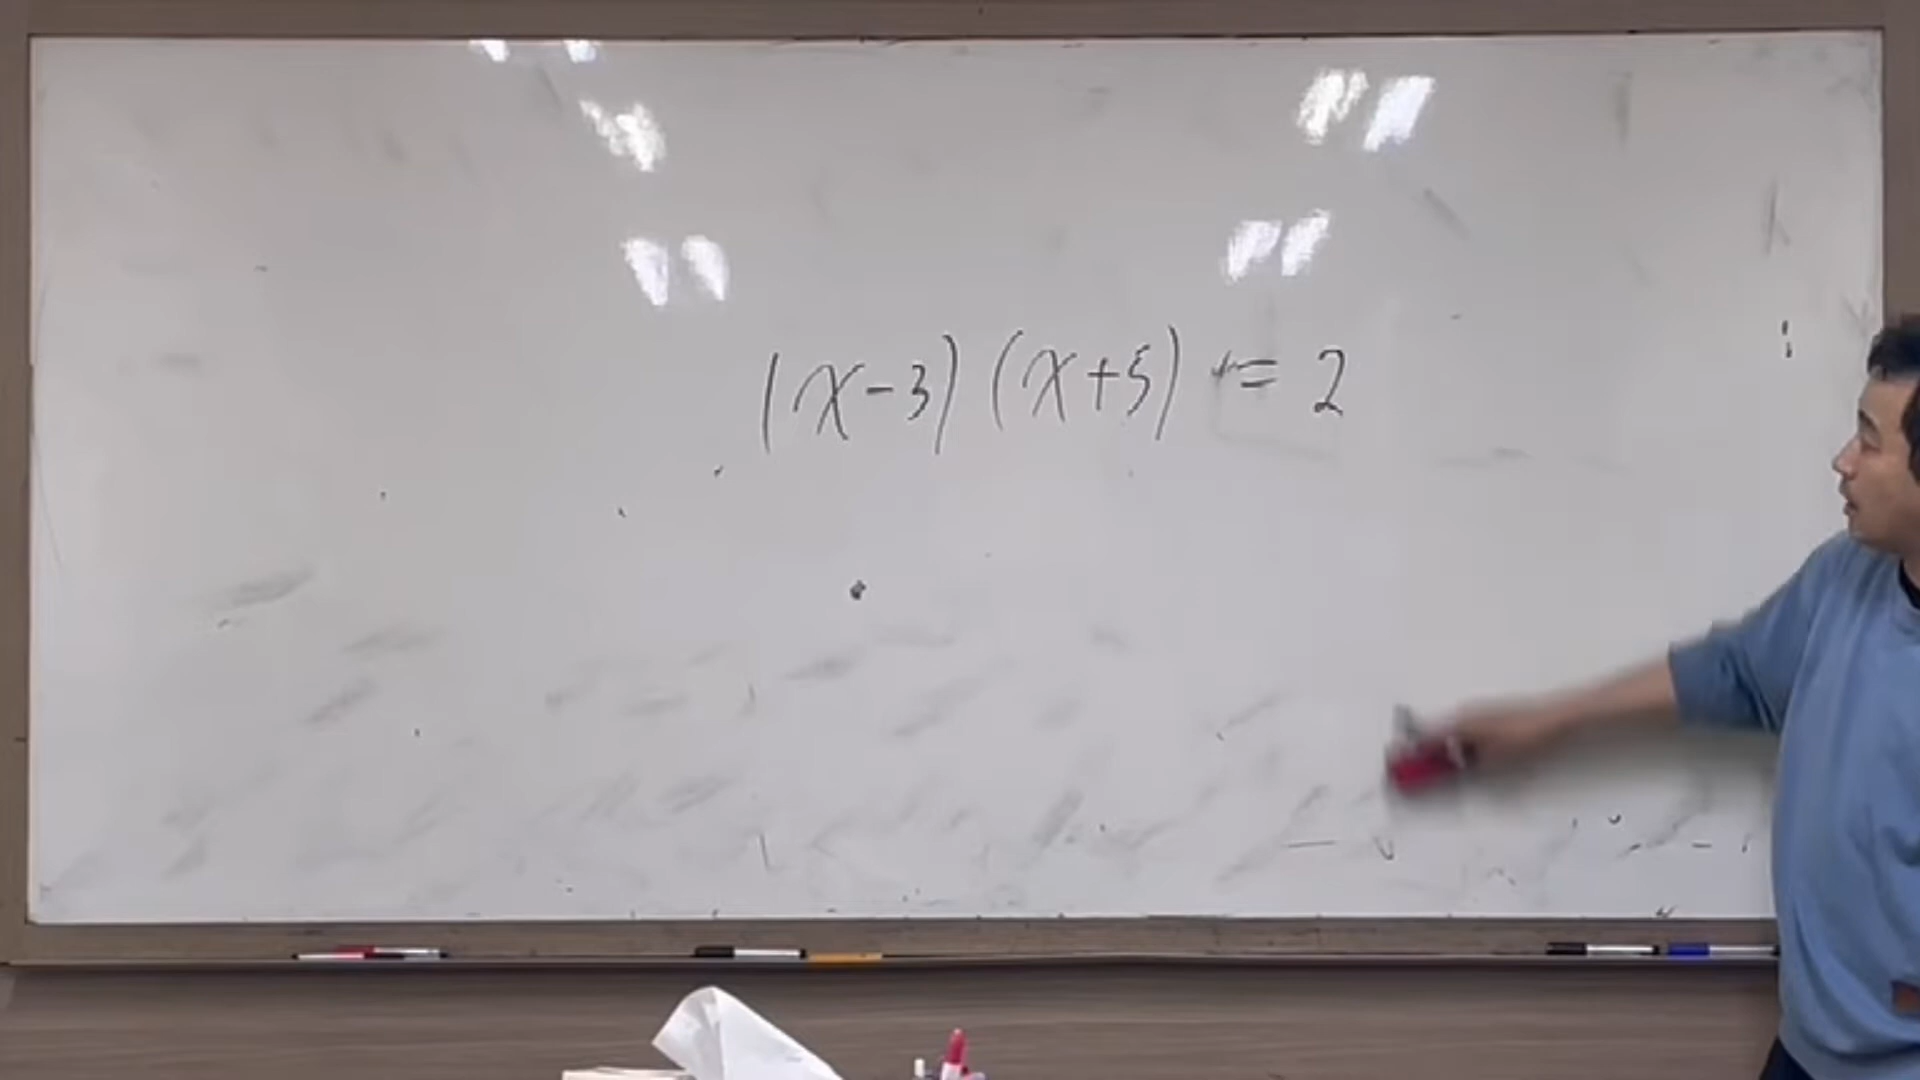 (x-3)(x+5) = 2